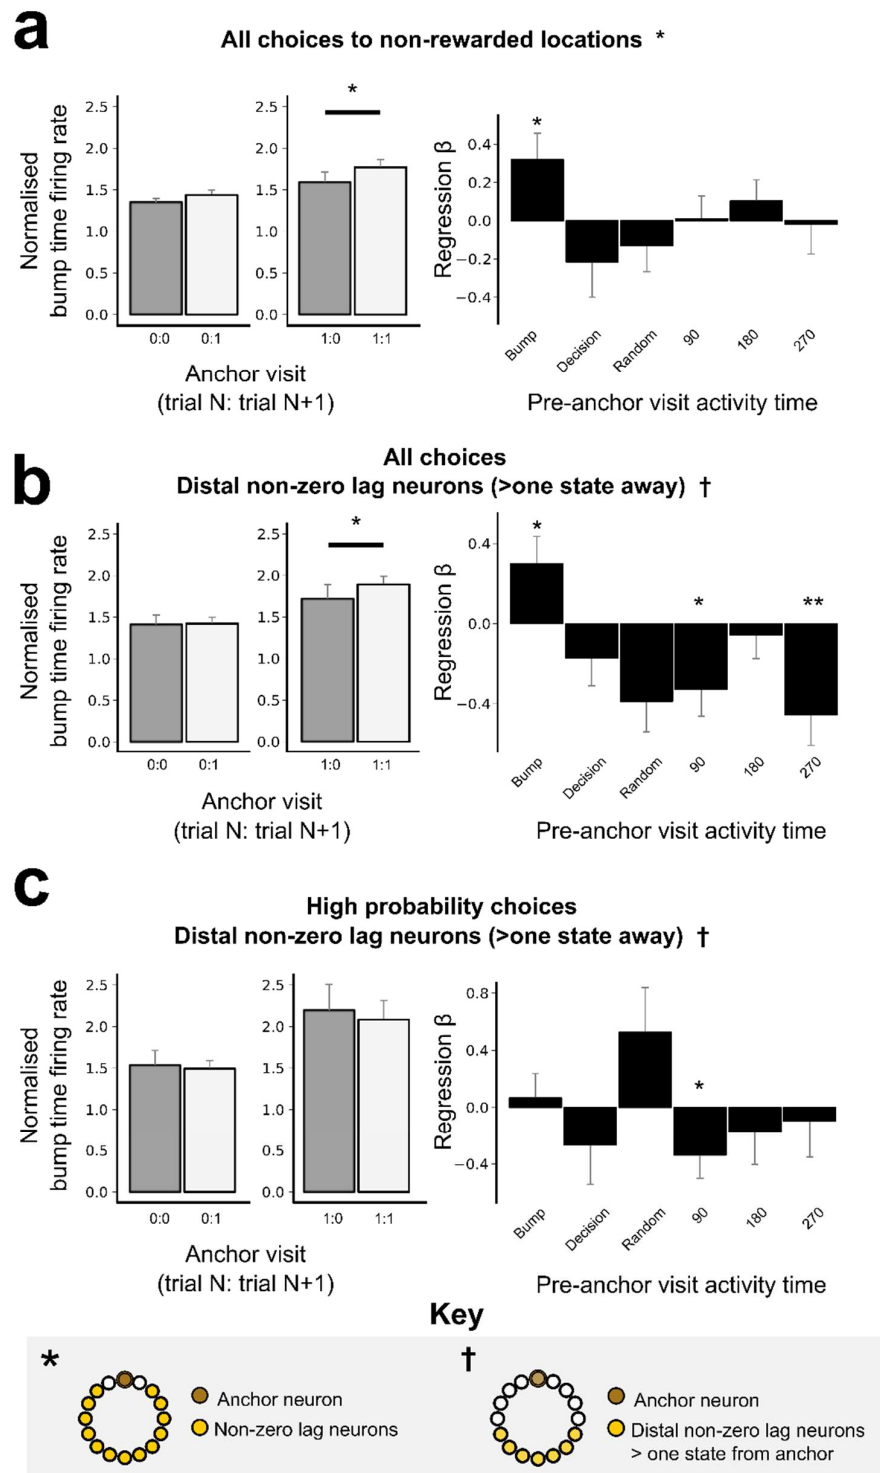 a
All choices to non-rewarded locations *
Normalised
bump time firing rate
2.5
2.0
1.5
1.0
0.5
0.0
0:0
0:1
2.5
2.0
1.5
1.0
0.5
0.0
*
1:0
1:1
Anchor visit
(trial N: trial N+1)
Regression β
0.4
0.2
0.0
−0.2
−0.4
*
Bump
Decision
Random
90
180
270
Pre-anchor visit activity time
b
All choices
Distal non-zero lag neurons (>one state away) †
Normalised
bump time firing rate
2.5
2.0
1.5
1.0
0.5
0.0
0:0
0:1
2.5
2.0
1.5
1.0
0.5
0.0
*
1:0
1:1
Anchor visit
(trial N: trial N+1)
Regression β
0.4
0.0
−0.4
*
*
**
Bump
Decision
Random
90
180
270
Pre-anchor visit activity time
c
High probability choices
Distal non-zero lag neurons (>one state away) †
Normalised
bump time firing rate
2.5
2.0
1.5
1.0
0.5
0.0
0:0
0:1
2.5
2.0
1.5
1.0
0.5
0.0
1:0
1:1
Anchor visit
(trial N: trial N+1)
Regression β
0.8
0.4
0.0
−0.4
*
Bump
Decision
Random
90
180
270
Pre-anchor visit activity time
Key
*
Anchor neuron
Non-zero lag neurons
†
Anchor neuron
Distal non-zero lag neurons
> one state from anchor